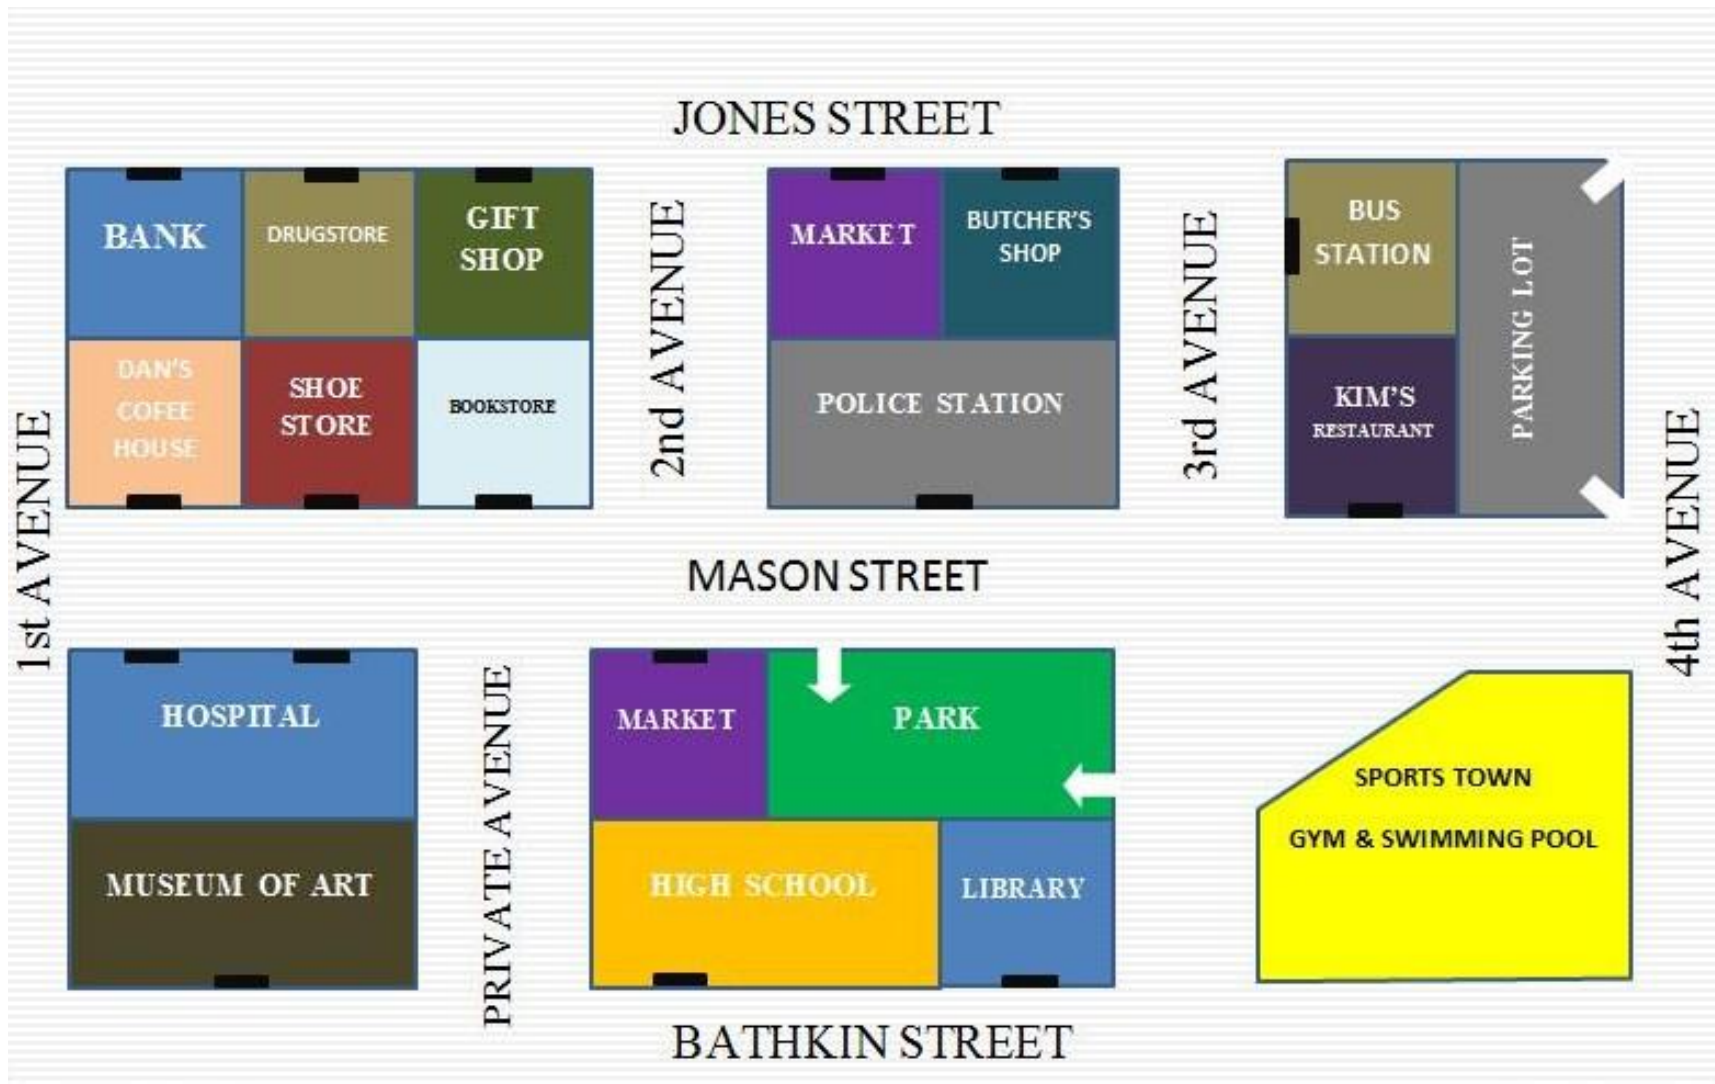 JONES STREET
BANK
DRUGSTORE
GIFT
SHOP
2nd AVENUE
MARKET
BUTCHER'S
SHOP
3rd AVENUE
BUS
STATION
PARKING LOT
DAN'S
COFEE
HOUSE
SHOE
STORE
BOOKSTORE
POLICE STATION
KIM'S
RESTAURANT
1st AVENUE
4th AVENUE
MASON STREET
HOSPITAL
PRIVATE AVENUE
MARKET
PARK
SPORTS TOWN
GYM & SWIMMING POOL
MUSEUM OF ART
HIGH SCHOOL
LIBRARY
BATHKIN STREET